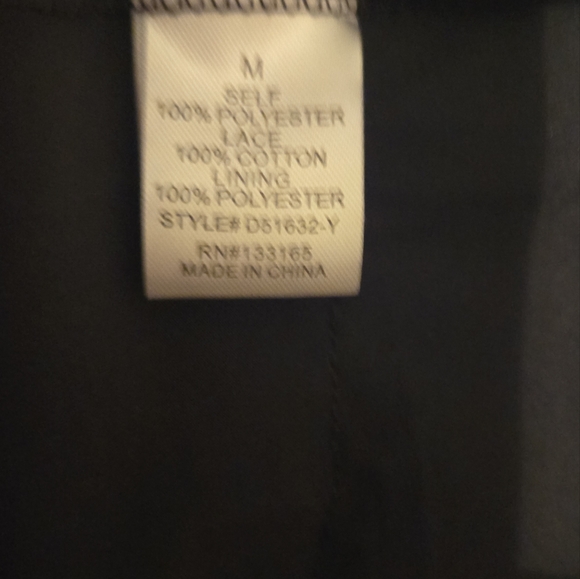 M
SELF
100% POLYESTER
LACE
100% COTTON
LINING
100% POLYESTER
STYLE# D51632-Y
RN#133165
MADE IN CHINA